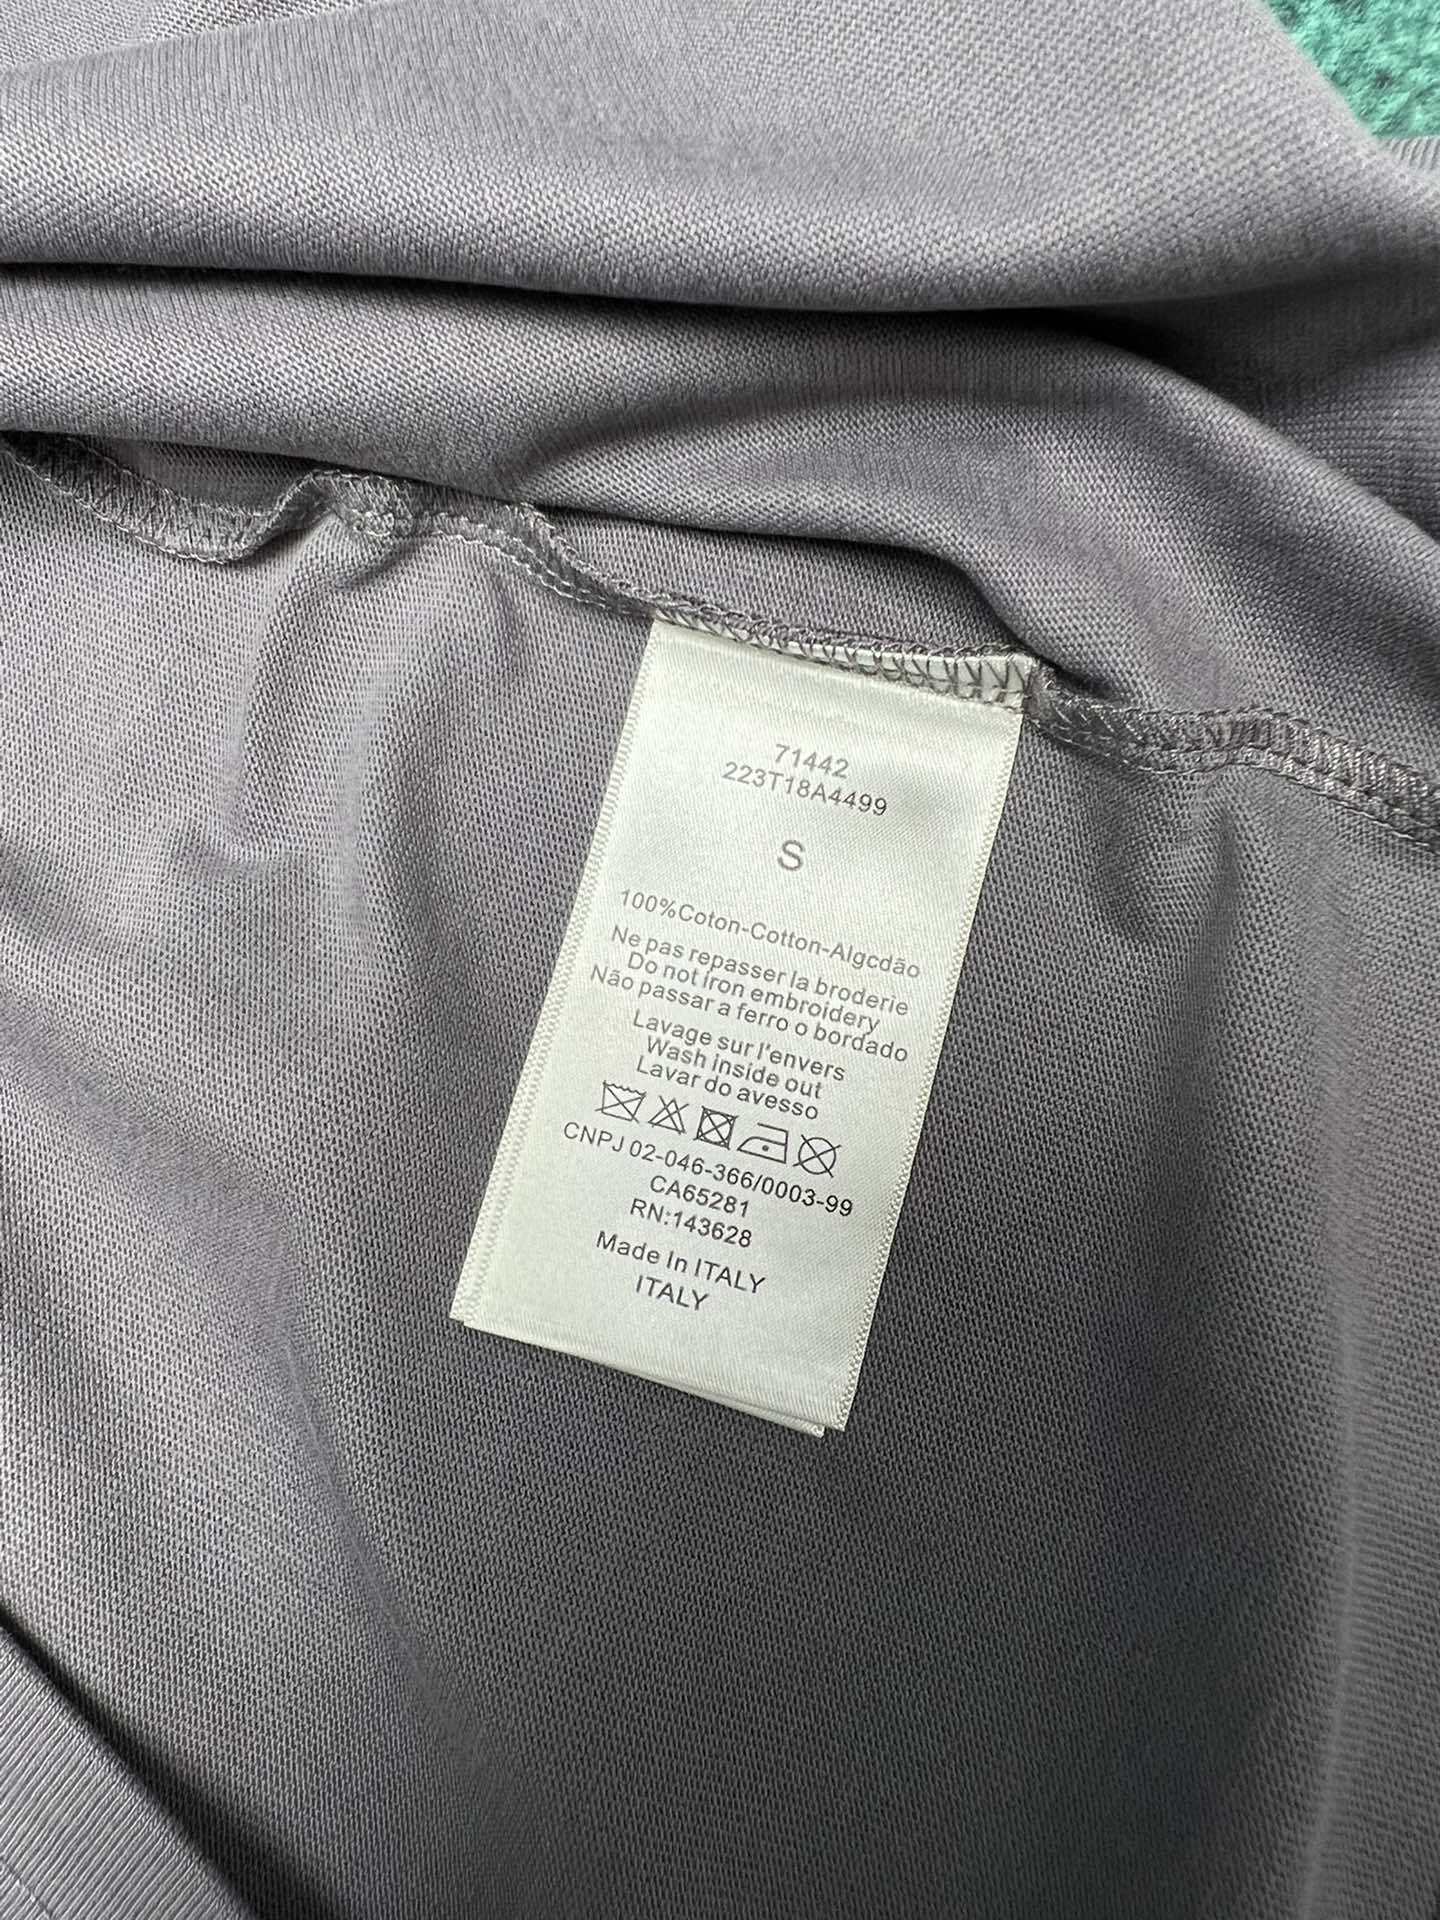 71442
223T18A4499
S
100%Coton-Cotton-Algcdão
Ne pas repasser la broderie
Do not iron embroidery
Não passar a ferro o bordado
Lavage sur l'envers
Wash inside out
Lavar do avesso
CNPJ 02-046-366/0003-99
CA65281
RN:143628
Made In ITALY
ITALY